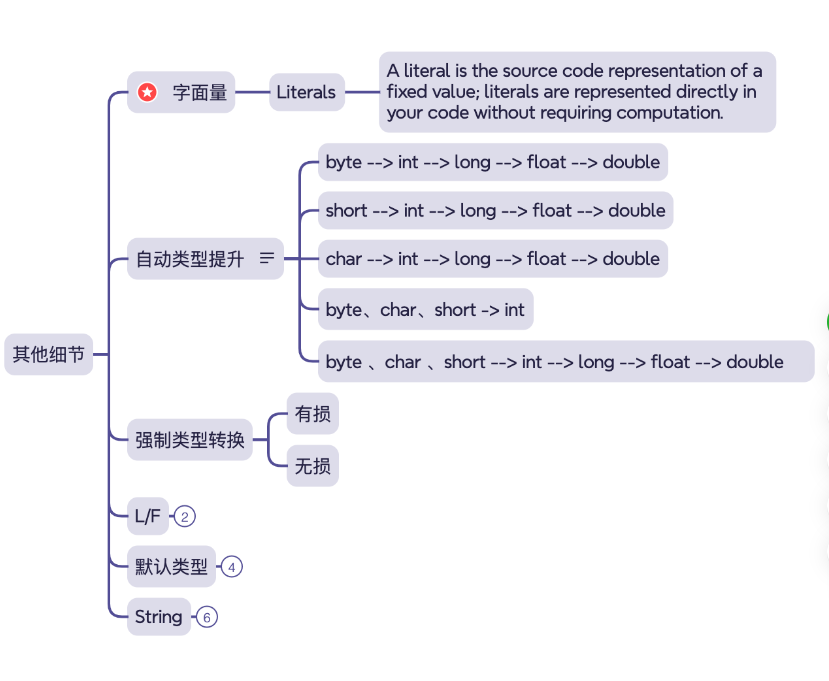 字面量
Literals
A literal is the source code representation of a
fixed value; literals are represented directly in
your code without requiring computation.
byte --> int --> long --> float --> double
short --> int --> long --> float --> double
自动类型提升
char --> int --> long --> float --> double
byte、char、short -> int
其他细节
byte 、char 、short --> int --> long --> float --> double
强制类型转换
有损
无损
L/F
2
默认类型
4
String
6